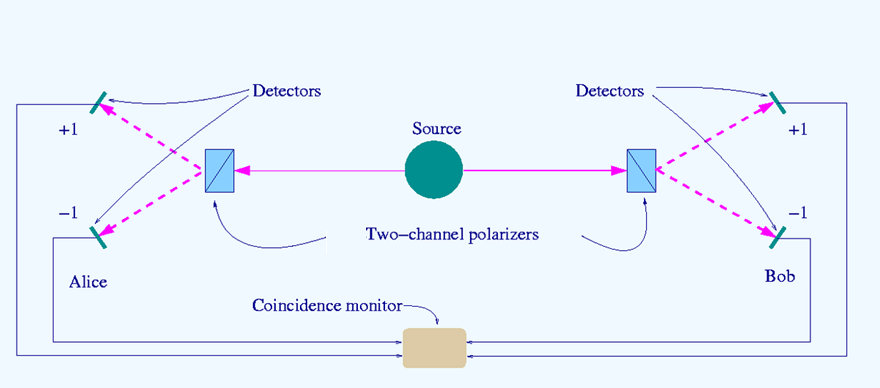 Detectors
Detectors
Source
+1
+1
−1
−1
Two−channel polarizers
Alice
Bob
Coincidence monitor